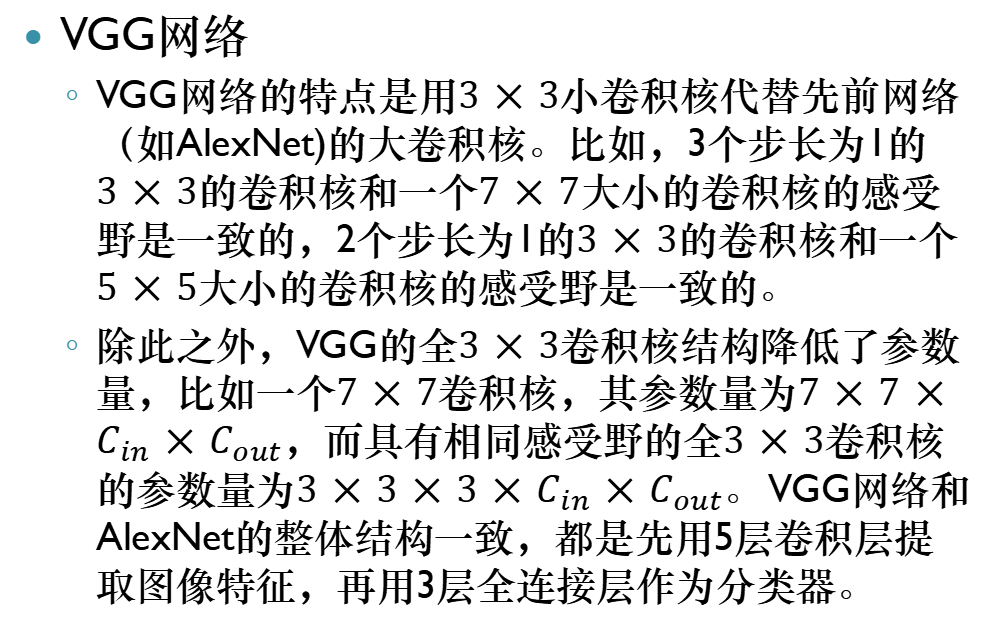 • VGG网络
◦ VGG网络的特点是用3 × 3小卷积核代替先前网络
（如AlexNet)的大卷积核。比如，3个步长为1的
3 × 3的卷积核和一个7 × 7大小的卷积核的感受
野是一致的，2个步长为1的3 × 3的卷积核和一个
5 × 5大小的卷积核的感受野是一致的。
◦ 除此之外，VGG的全3 × 3卷积核结构降低了参数
量，比如一个7 × 7卷积核，其参数量为7 × 7 ×
C_in × C_out，而具有相同感受野的全3 × 3卷积核
的参数量为3 × 3 × 3 × C_in × C_out。VGG网络和
AlexNet的整体结构一致，都是先用5层卷积层提
取图像特征，再用3层全连接层作为分类器。